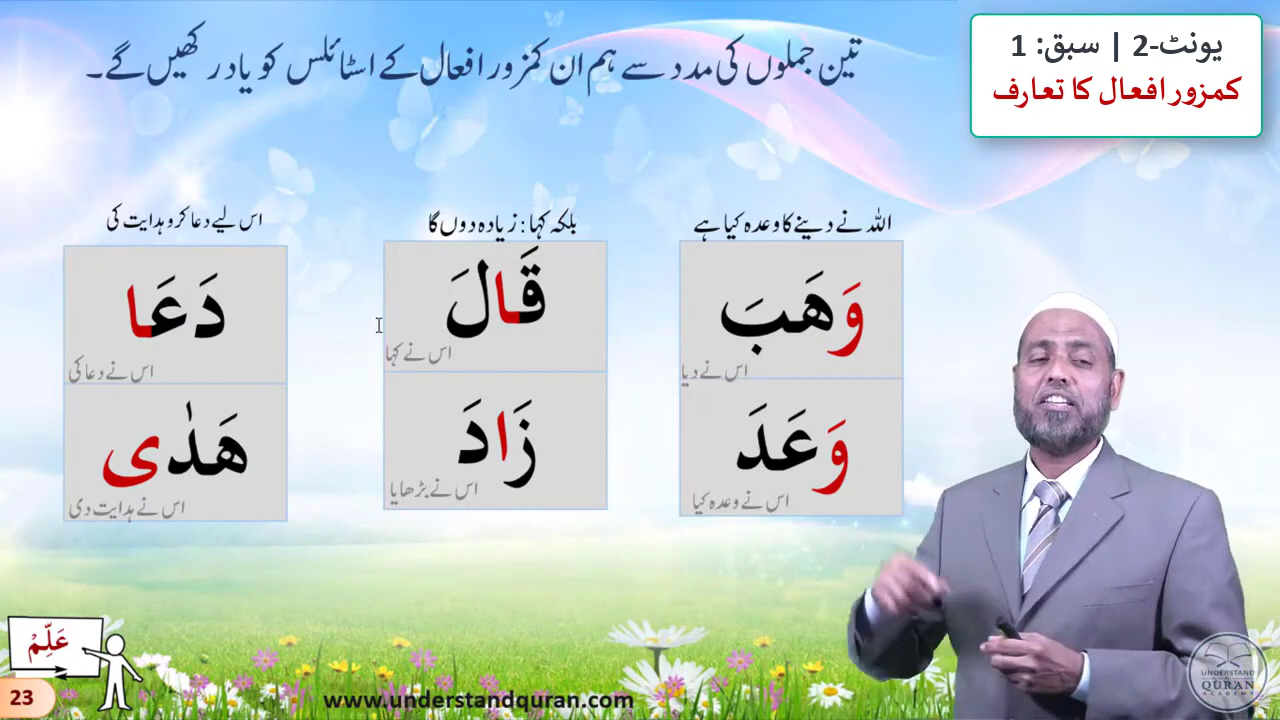 یونٹ-2 | سبق: 1
کمزور افعال کا تعارف
تین جملوں کی مدد سے ہم ان کمزور افعال کے اسٹائلس کو یاد رکھیں گے۔
اللہ نے دینے کا وعدہ کیا ہے
وَهَبَ
اس نے دیا
وَعَدَ
اس نے وعدہ کیا
بلکہ کہا: زیادہ دوں گا
قَالَ
اس نے کہا
زَادَ
اس نے بڑھایا
اس لیے دعا کرو ہدایت کی
دَعَا
اس نے دعا کی
هَدٰى
اس نے ہدایت دی
عَلِّمْ
23
www.understandquran.com
UNDERSTAND
QURAN
ACADEMY